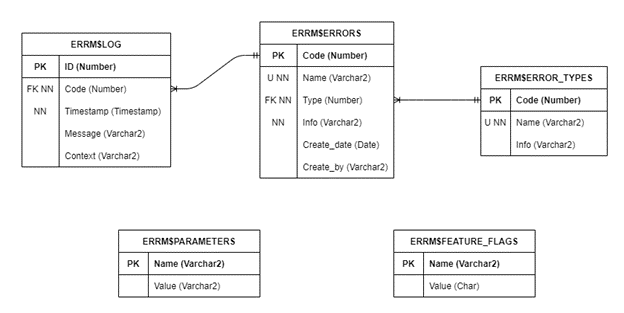 ERRM$LOG
PK ID (Number)
FK NN Code (Number)
NN Timestamp (Timestamp)
Message (Varchar2)
Context (Varchar2)
ERRM$ERRORS
PK Code (Number)
U NN Name (Varchar2)
FK NN Type (Number)
NN Info (Varchar2)
Create_date (Date)
Create_by (Varchar2)
ERRM$ERROR_TYPES
PK Code (Number)
U NN Name (Varchar2)
Info (Varchar2)
ERRM$PARAMETERS
PK Name (Varchar2)
Value (Varchar2)
ERRM$FEATURE_FLAGS
PK Name (Varchar2)
Value (Char)